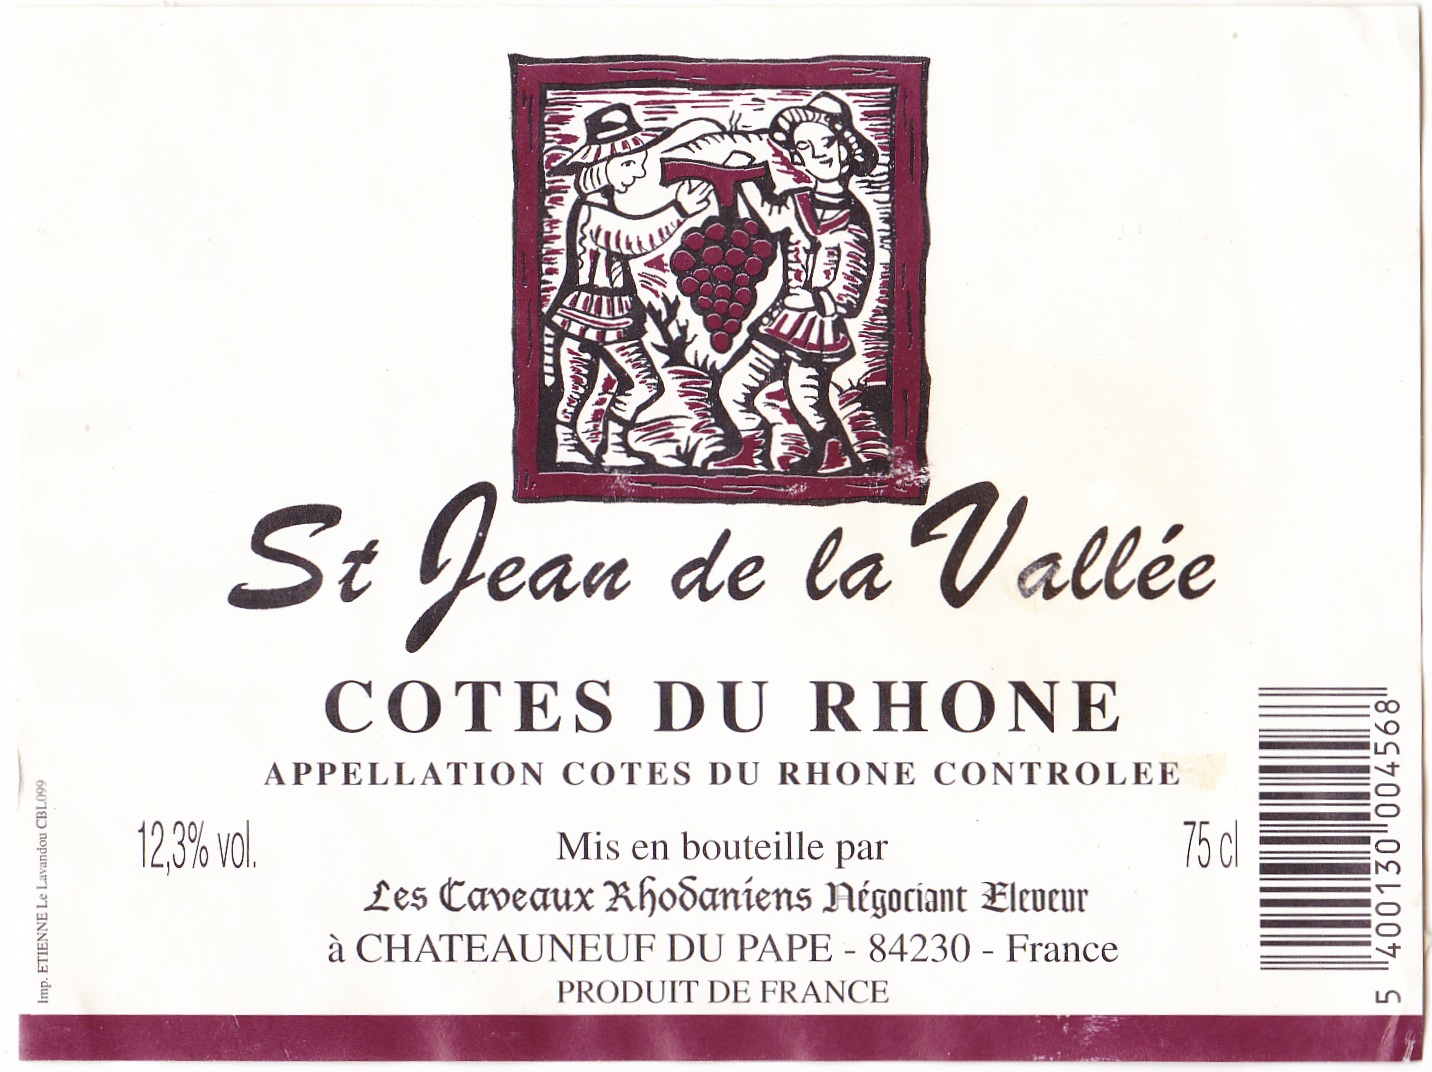 St Jean de la Vallée
COTES DU RHONE
APPELLATION COTES DU RHONE CONTROLEE
12,3% vol.
75 cl
Mis en bouteille par
Les Caveaux Rhodaniens Négociant Eleveur
à CHATEAUNEUF DU PAPE - 84230 - France
PRODUIT DE FRANCE
Imp. ETIENNE Le Lavandou CBL099
5 400130 004568